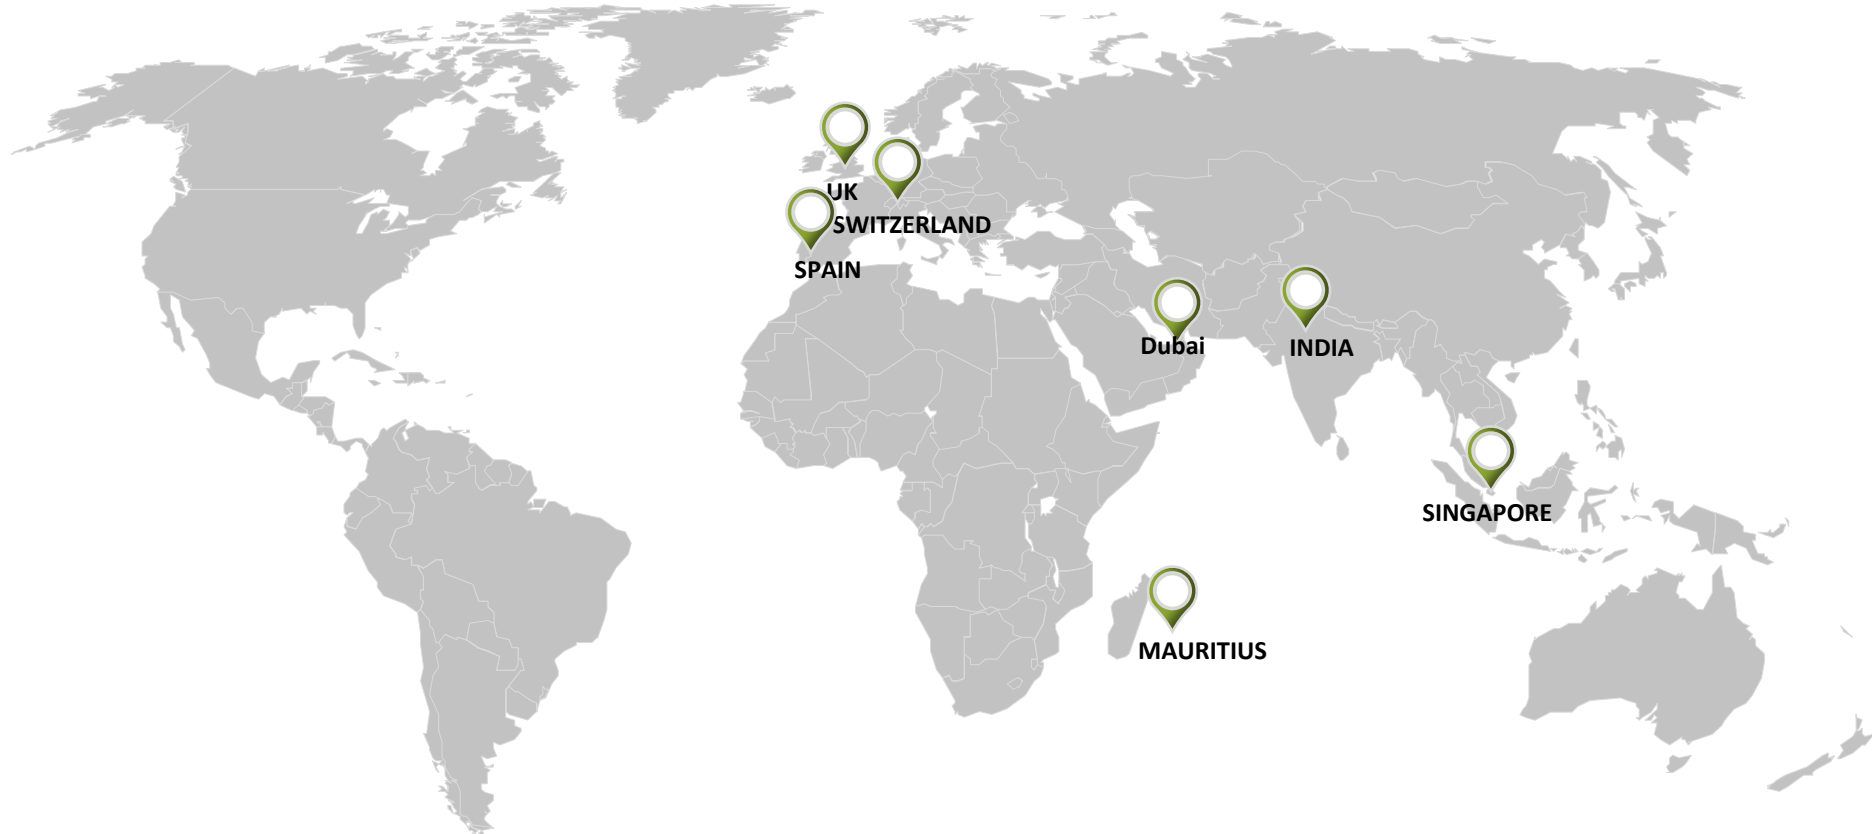 UK
SWITZERLAND
SPAIN
Dubai
INDIA
SINGAPORE
MAURITIUS